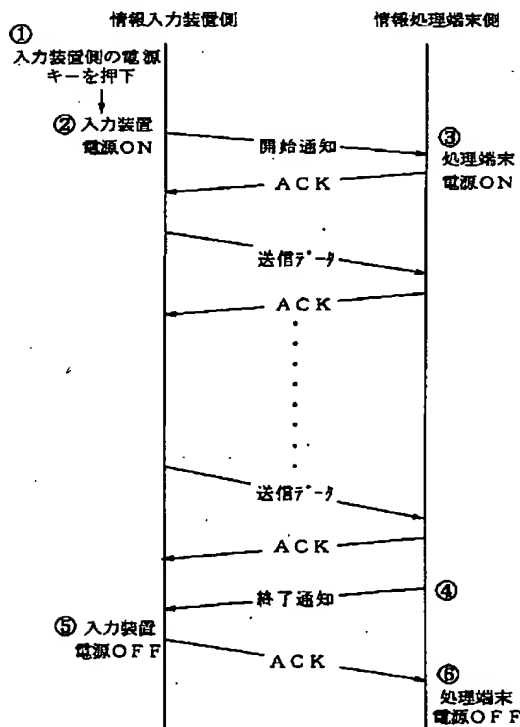 情報入力装置側
情報処理端末側
①
入力装置側の電源
キーを押下
② 入力装置
電源ON
開始通知
③
処理端末
電源ON
ACK
送信データ
ACK
送信データ
ACK
終了通知
④
⑤ 入力装置
電源OFF
ACK
⑥
処理端末
電源OFF